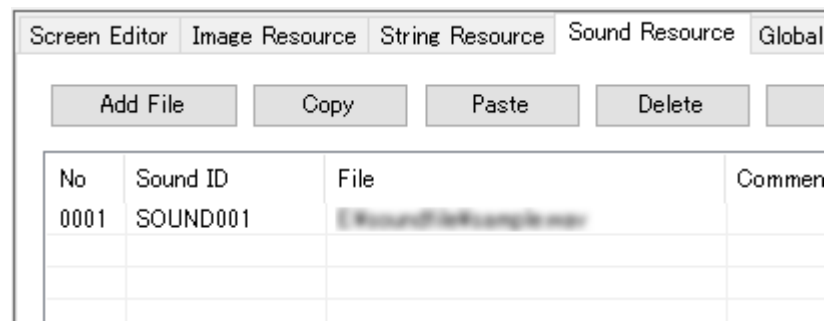 Screen Editor Image Resource String Resource Sound Resource Global
Add File Copy Paste Delete
No Sound ID File Commen
0001 SOUND001